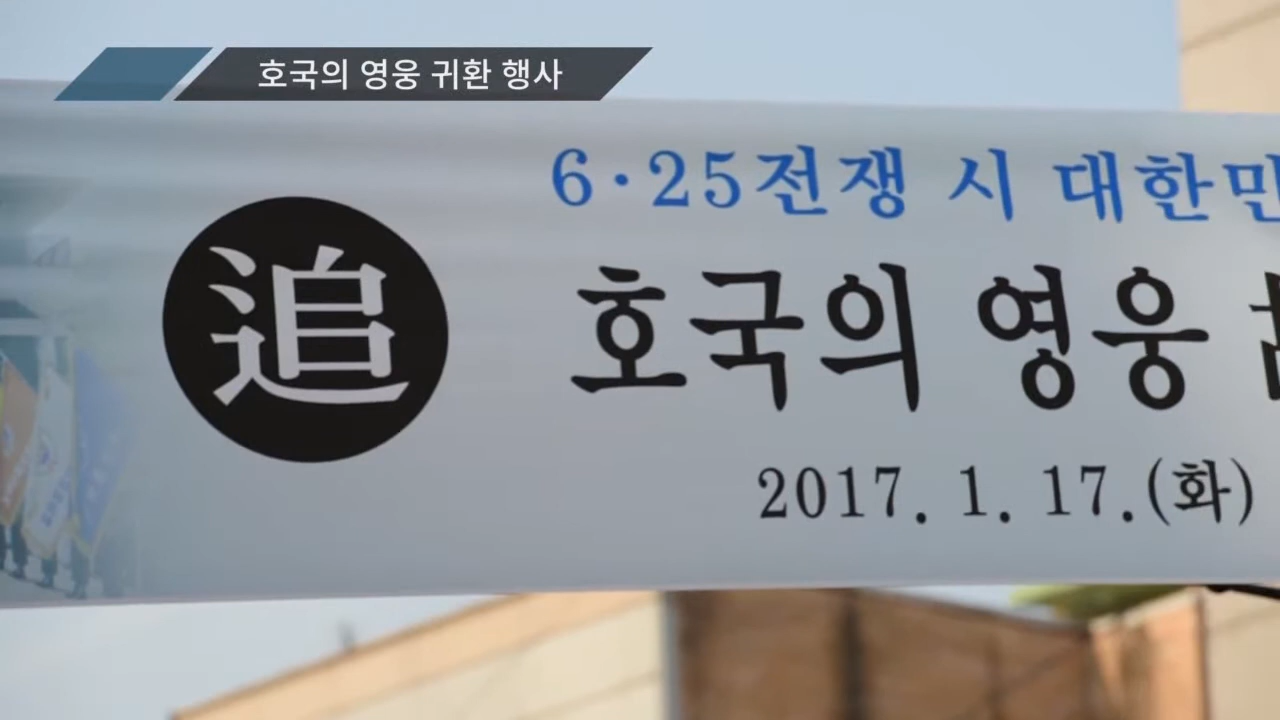 호국의 영웅 귀환 행사
6·25전쟁 시 대한민
追
호국의 영웅
2017. 1. 17.(화)